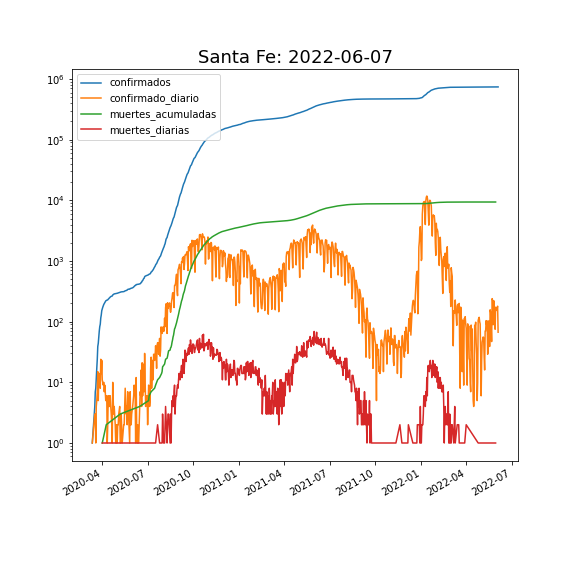 Santa Fe: 2022-06-07
confirmados
confirmado_diario
muertes_acumuladas
muertes_diarias
10^6
10^5
10^4
10^3
10^2
10^1
10^0
2020-04 2020-07 2020-10 2021-01 2021-04 2021-07 2021-10 2022-01 2022-04 2022-07